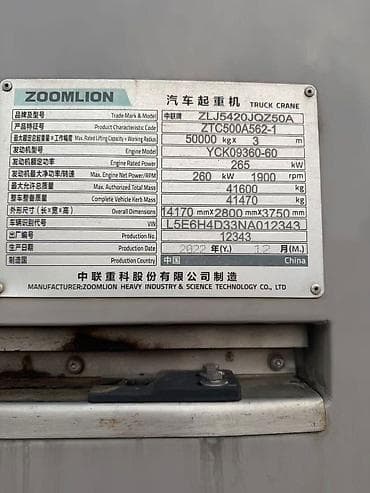 ZOOMLION 汽车起重机 TRUCK CRANE
品牌及型号 Trade Mark & Model 中联牌 ZLJ5420JQZ50A
产品特征号 Product Characteristic Code ZTC500A562-1
最大额定总起重量×工作幅度 Max. Rated Lifting Capacity × Working Radius 50000 kg x 3 m
发动机型号 Engine Model YCK09360-60
发动机额定功率 Engine Rated Power 265 kW
发动机最大净功率/转速 Max. Engine Net Power/RPM 260 kW 1900 rpm
最大允许总质量 Max. Authorized Total Mass 41600 kg
整车整备质量 Complete Vehicle Kerb Mass 41470 kg
外形尺寸（长×宽×高） Overall Dimensions 14170 mm×2800 mm×3750 mm
车辆识别代号 VIN L5E6H4D33NA012343
出厂编号 Production No. 12343
出厂日期 Production Date 2022 年(Y.) 12 月(M.)
制造国 Production Country 中国 China
中联重科股份有限公司制造
MANUFACTURER:ZOOMLION HEAVY INDUSTRY & SCIENCE TECHNOLOGY CO., LTD.